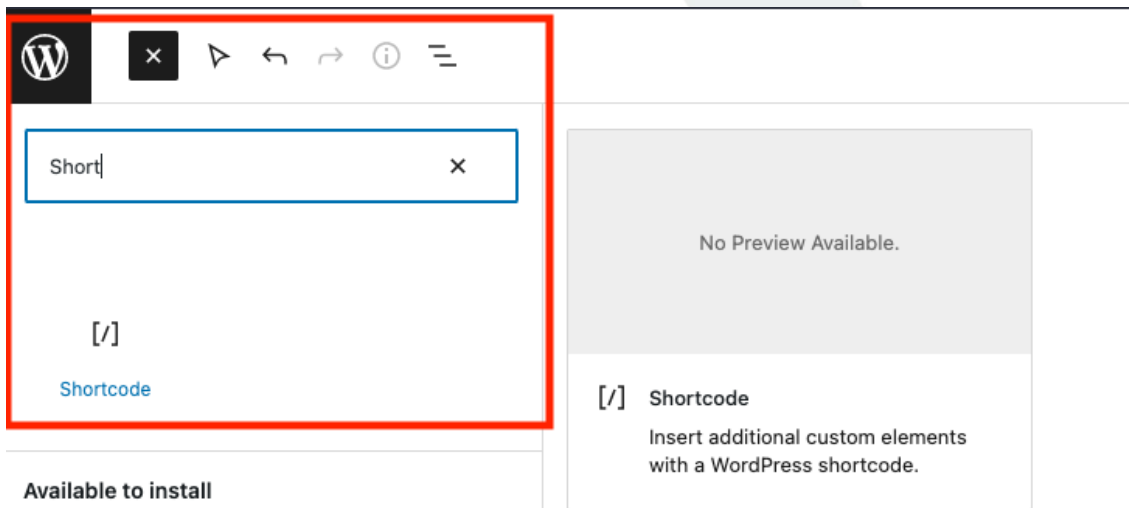 Short
No Preview Available.
[/]
Shortcode
[/] Shortcode
Insert additional custom elements
with a WordPress shortcode.
Available to install